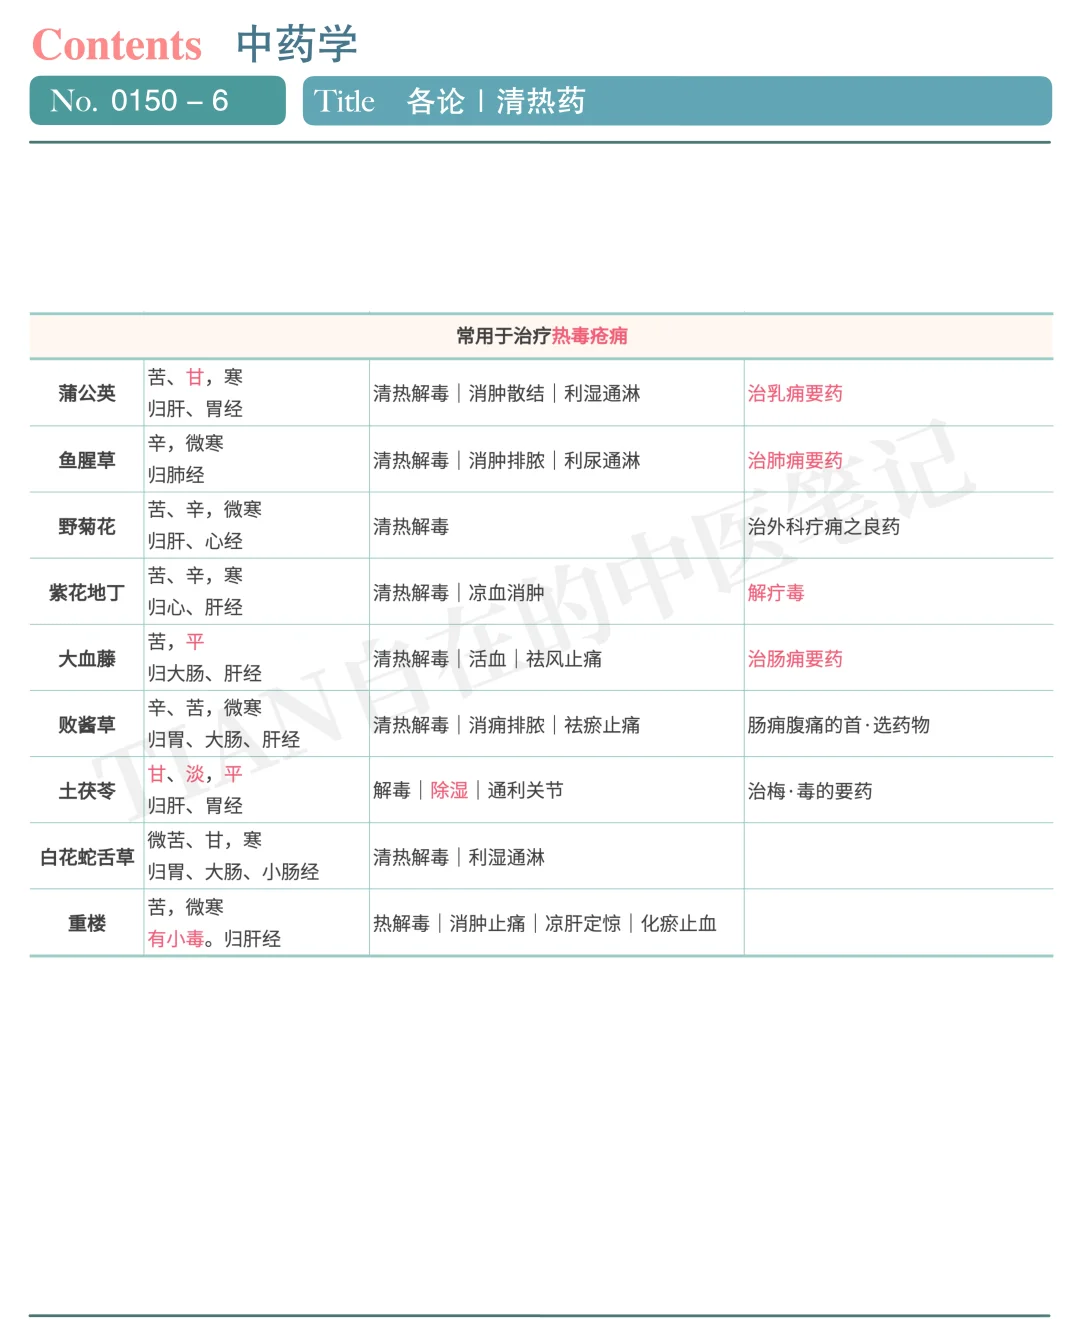 Contents 中药学
No. 0150 – 6 Title 各论 | 清热药
常用于治疗热毒疮痈
蒲公英 苦、甘，寒 归肝、胃经 清热解毒｜消肿散结｜利湿通淋 治乳痈要药
鱼腥草 辛，微寒 归肺经 清热解毒｜消肿排脓｜利尿通淋 治肺痈要药
野菊花 苦、辛，微寒 归肝、心经 清热解毒 治外科疔痈之良药
紫花地丁 苦、辛，寒 归心、肝经 清热解毒｜凉血消肿 解疔毒
大血藤 苦，平 归大肠、肝经 清热解毒｜活血｜祛风止痛 治肠痈要药
败酱草 辛、苦，微寒 归胃、大肠、肝经 清热解毒｜消痈排脓｜祛瘀止痛 肠痈腹痛的首·选药物
土茯苓 甘、淡，平 归肝、胃经 解毒｜除湿｜通利关节 治梅·毒的要药
白花蛇舌草 微苦、甘，寒 归胃、大肠、小肠经 清热解毒｜利湿通淋
重楼 苦，微寒 有小毒。归肝经 热解毒｜消肿止痛｜凉肝定惊｜化瘀止血
TIAN自在的中医笔记